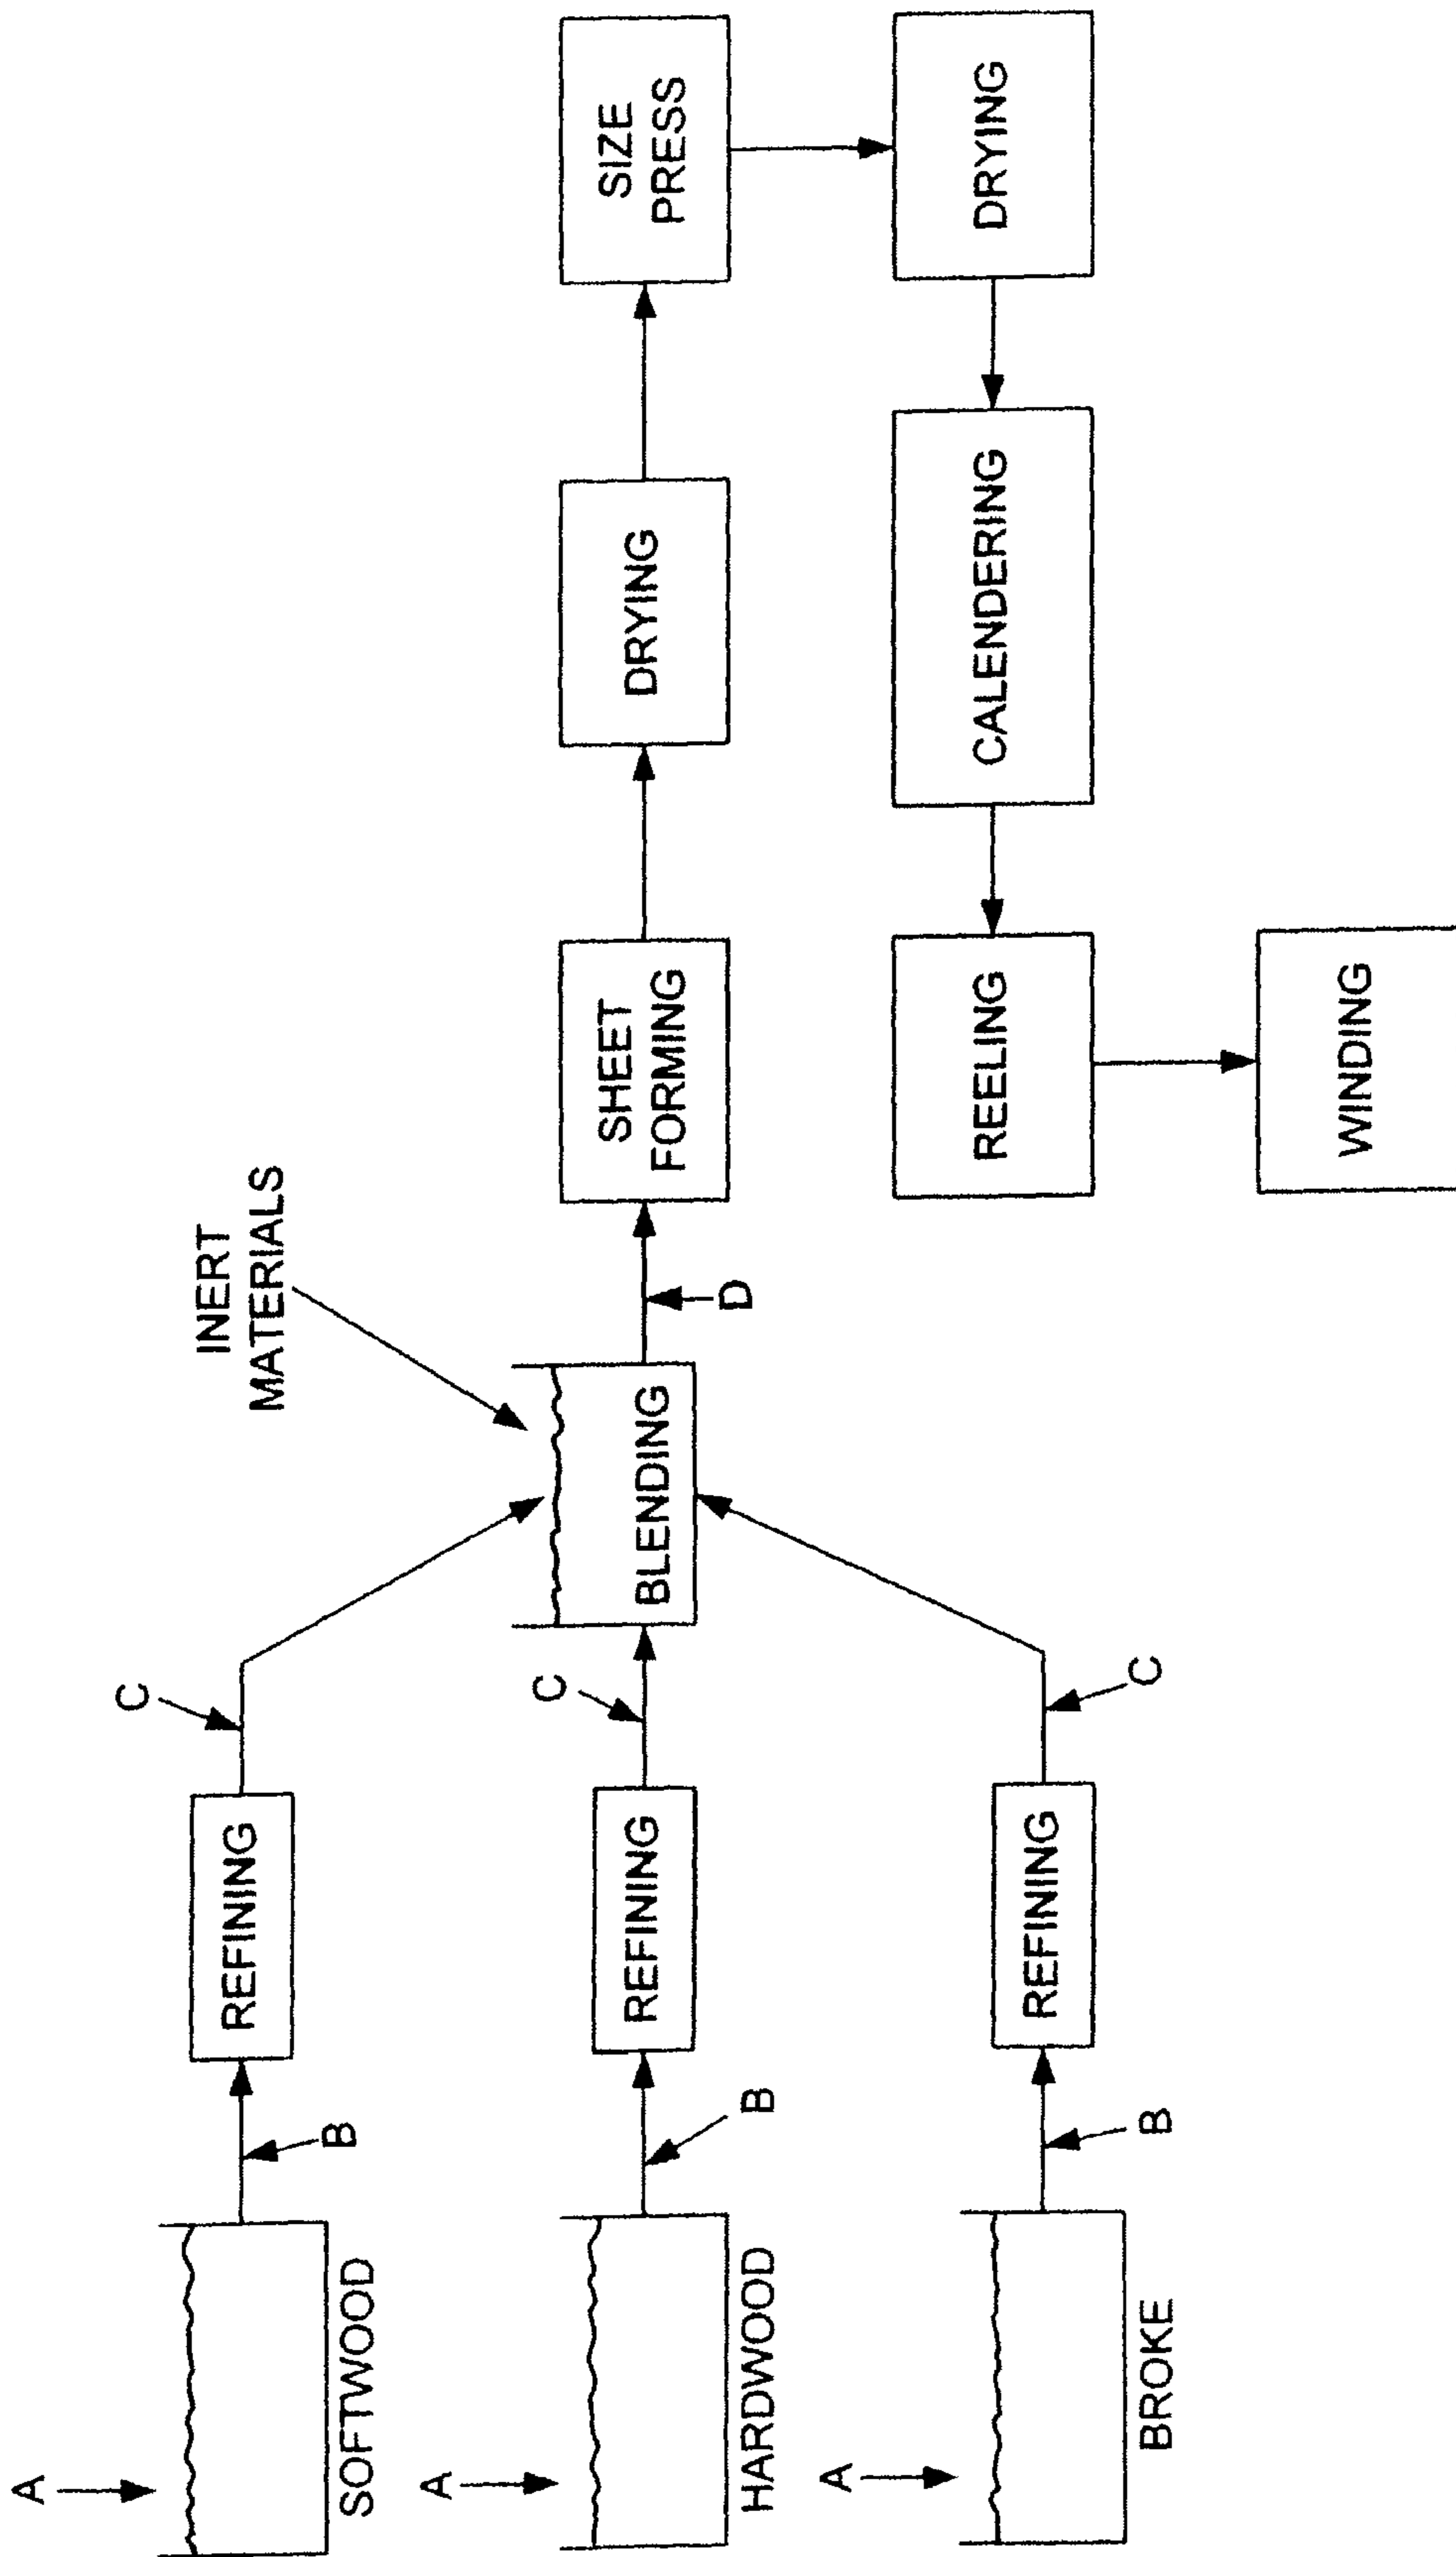 A
SOFTWOOD
B
REFINING
C
A
HARDWOOD
B
REFINING
C
A
BROKE
B
REFINING
C
INERT
MATERIALS
BLENDING
D
SHEET
FORMING
DRYING
SIZE
PRESS
DRYING
CALENDERING
REELING
WINDING